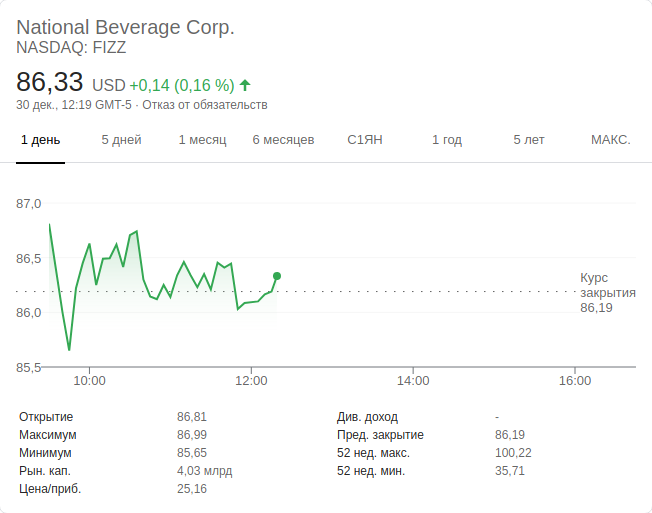 National Beverage Corp.
NASDAQ: FIZZ
86,33 USD +0,14 (0,16 %)
30 дек., 12:19 GMT-5 · Отказ от обязательств
1 день 5 дней 1 месяц 6 месяцев С1ЯН 1 год 5 лет МАКС.
87,0
86,5
Курс
закрытия
86,19
86,0
85,5
10:00 12:00 14:00 16:00
Открытие 86,81 Див. доход -
Максимум 86,99 Пред. закрытие 86,19
Минимум 85,65 52 нед. макс. 100,22
Рын. кап. 4,03 млрд 52 нед. мин. 35,71
Цена/приб. 25,16